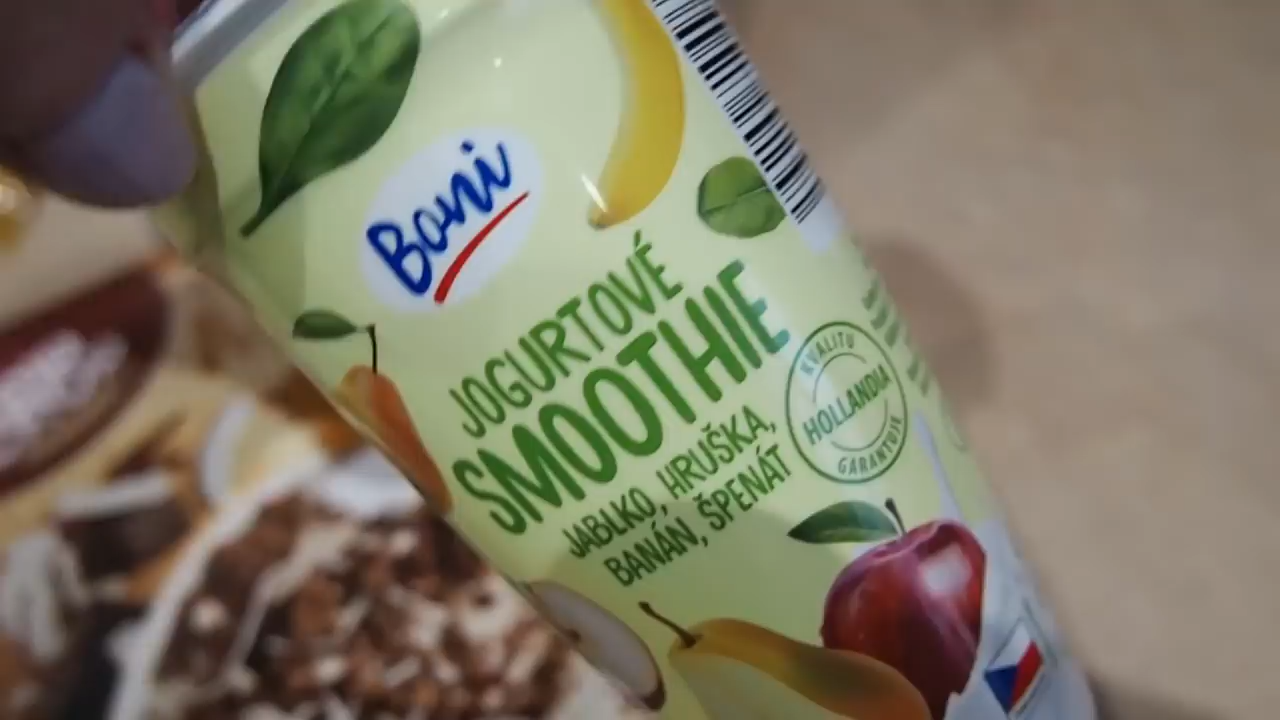 Boni
JOGURTOVÉ
SMOOTHIE
JABLKO, HRUŠKA,
BANÁN, ŠPENÁT
KVALITU
HOLLANDIA
GARANTUJE